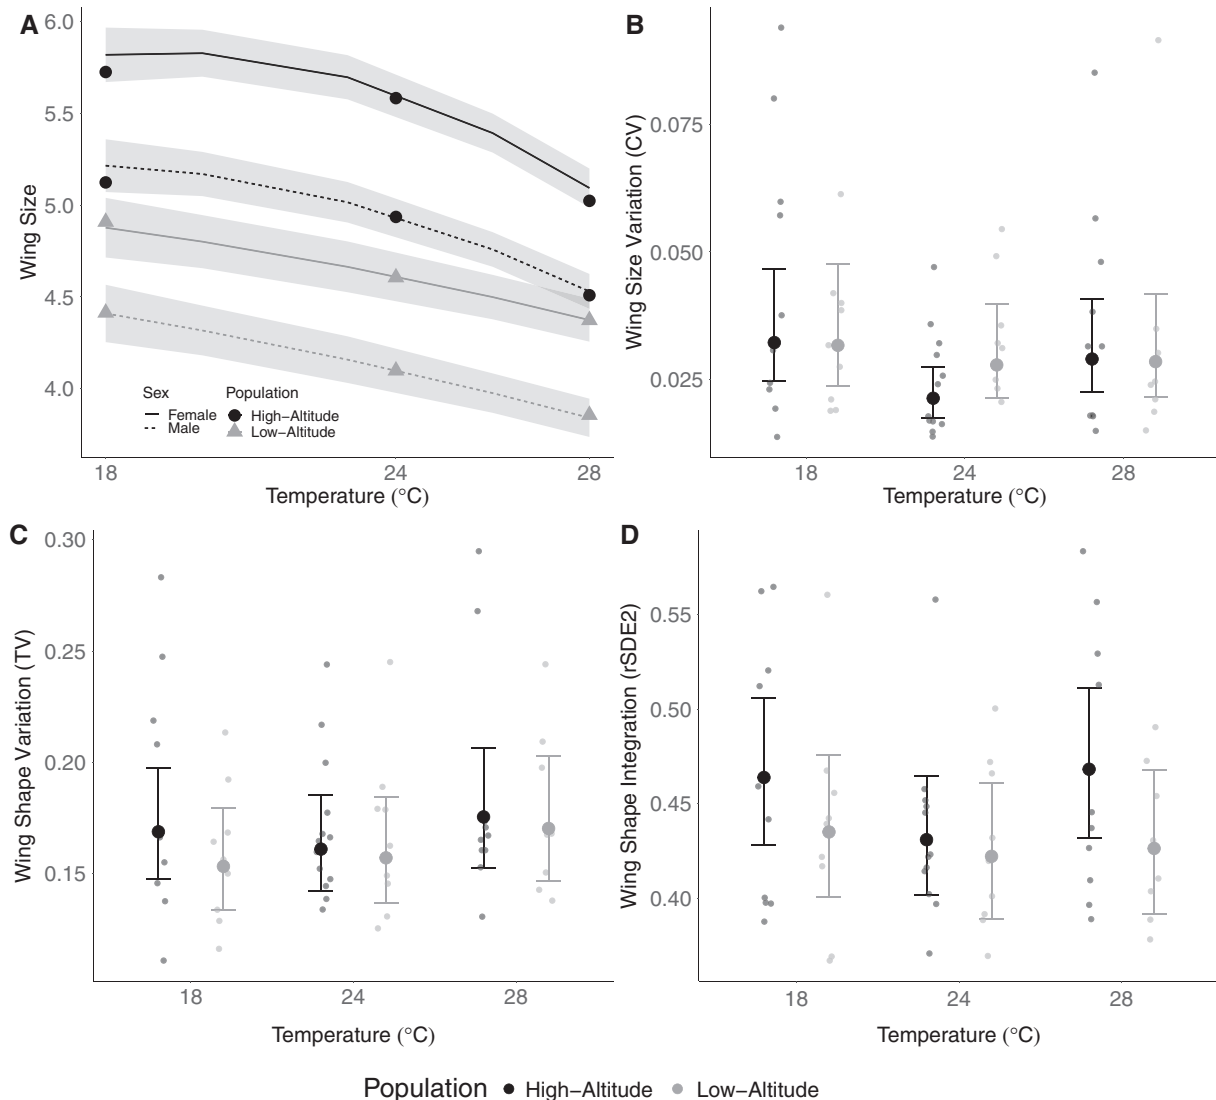 A
Wing Size
6.0
5.5
5.0
4.5
4.0
Sex
Female
Male
Population
High-Altitude
Low-Altitude
18 24 28
Temperature (°C)
B
Wing Size Variation (CV)
0.075
0.050
0.025
18 24 28
Temperature (°C)
C
Wing Shape Variation (TV)
0.30
0.25
0.20
0.15
18 24 28
Temperature (°C)
D
Wing Shape Integration (rSDE2)
0.55
0.50
0.45
0.40
18 24 28
Temperature (°C)
Population High-Altitude Low-Altitude